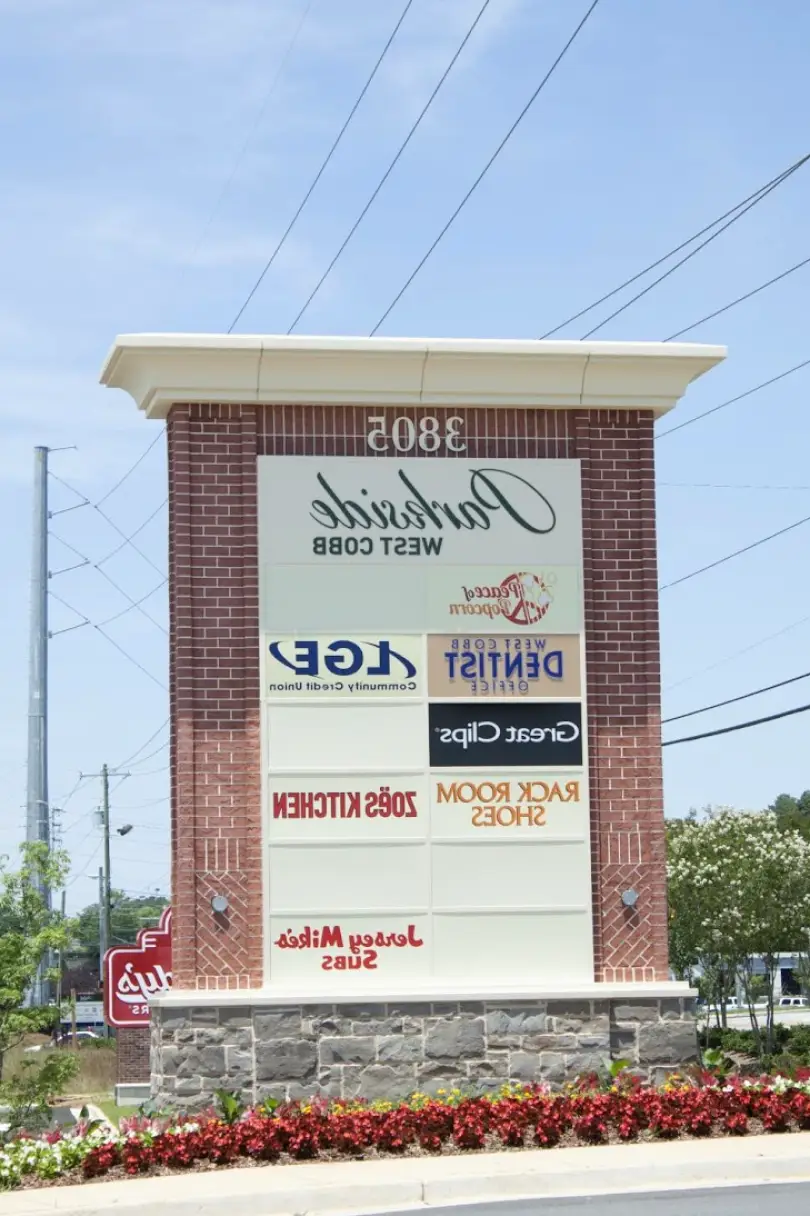 3805
Parkside
WEST COBB
Peace of
Popcorn
LGE
Community Credit Union
WEST COBB
DENTIST
OFFICE
Great Clips®
ZOËS KITCHEN
RACK ROOM
SHOES
Jersey Mike's
SUBS